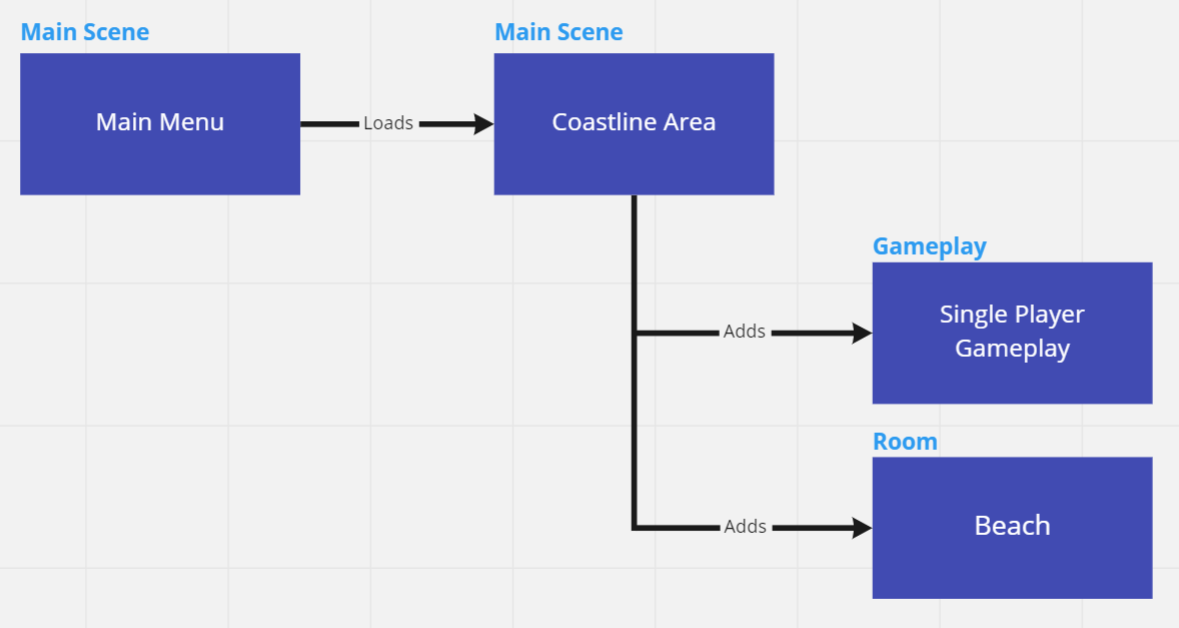 Main Scene
Main Scene
Main Menu
Loads
Coastline Area
Gameplay
Adds
Single Player
Gameplay
Room
Adds
Beach